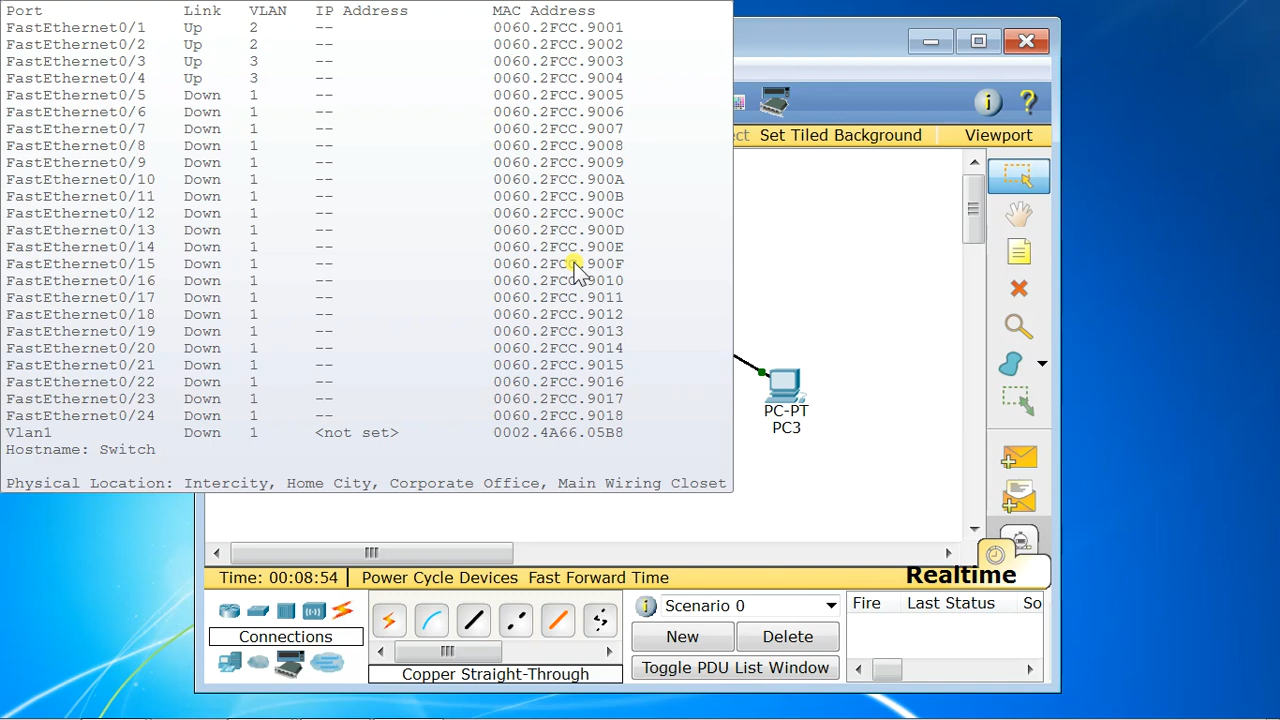 Port Link VLAN IP Address MAC Address
FastEthernet0/1 Up 2 -- 0060.2FCC.9001
FastEthernet0/2 Up 2 -- 0060.2FCC.9002
FastEthernet0/3 Up 3 -- 0060.2FCC.9003
FastEthernet0/4 Up 3 -- 0060.2FCC.9004
FastEthernet0/5 Down 1 -- 0060.2FCC.9005
FastEthernet0/6 Down 1 -- 0060.2FCC.9006
FastEthernet0/7 Down 1 -- 0060.2FCC.9007
FastEthernet0/8 Down 1 -- 0060.2FCC.9008
FastEthernet0/9 Down 1 -- 0060.2FCC.9009
FastEthernet0/10 Down 1 -- 0060.2FCC.900A
FastEthernet0/11 Down 1 -- 0060.2FCC.900B
FastEthernet0/12 Down 1 -- 0060.2FCC.900C
FastEthernet0/13 Down 1 -- 0060.2FCC.900D
FastEthernet0/14 Down 1 -- 0060.2FCC.900E
FastEthernet0/15 Down 1 -- 0060.2FCC.900F
FastEthernet0/16 Down 1 -- 0060.2FCC.9010
FastEthernet0/17 Down 1 -- 0060.2FCC.9011
FastEthernet0/18 Down 1 -- 0060.2FCC.9012
FastEthernet0/19 Down 1 -- 0060.2FCC.9013
FastEthernet0/20 Down 1 -- 0060.2FCC.9014
FastEthernet0/21 Down 1 -- 0060.2FCC.9015
FastEthernet0/22 Down 1 -- 0060.2FCC.9016
FastEthernet0/23 Down 1 -- 0060.2FCC.9017
FastEthernet0/24 Down 1 -- 0060.2FCC.9018
Vlan1 Down 1 <not set> 0002.4A66.05B8
Hostname: Switch
Physical Location: Intercity, Home City, Corporate Office, Main Wiring Closet
ect Set Tiled Background Viewport
PC-PT
PC3
Time: 00:08:54 Power Cycle Devices Fast Forward Time
Realtime
Connections
Copper Straight-Through
Scenario 0
New Delete
Toggle PDU List Window
Fire Last Status So